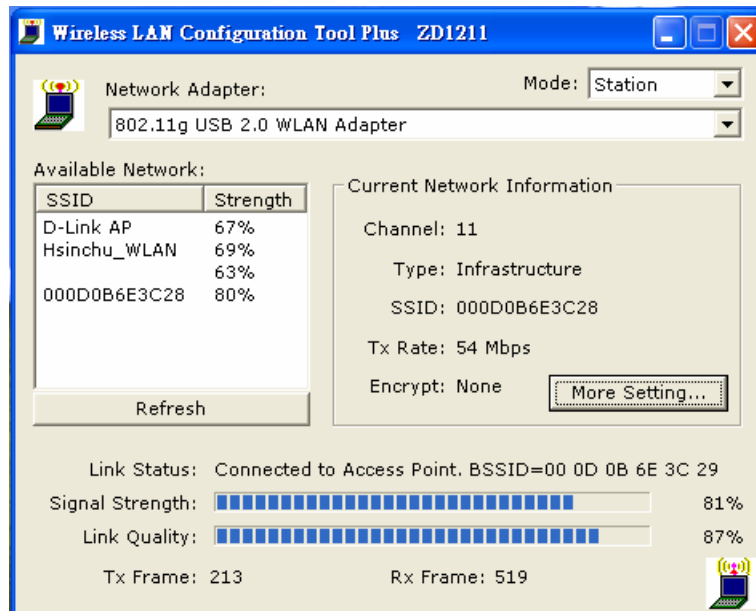 Wireless LAN Configuration Tool Plus ZD1211
Mode: Station
Network Adapter:
802.11g USB 2.0 WLAN Adapter
Available Network:
SSID Strength
D-Link AP 67%
Hsinchu_WLAN 69%
63%
000D0B6E3C28 80%
Refresh
Current Network Information
Channel: 11
Type: Infrastructure
SSID: 000D0B6E3C28
Tx Rate: 54 Mbps
Encrypt: None
More Setting...
Link Status: Connected to Access Point. BSSID=00 0D 0B 6E 3C 29
Signal Strength: 81%
Link Quality: 87%
Tx Frame: 213 Rx Frame: 519